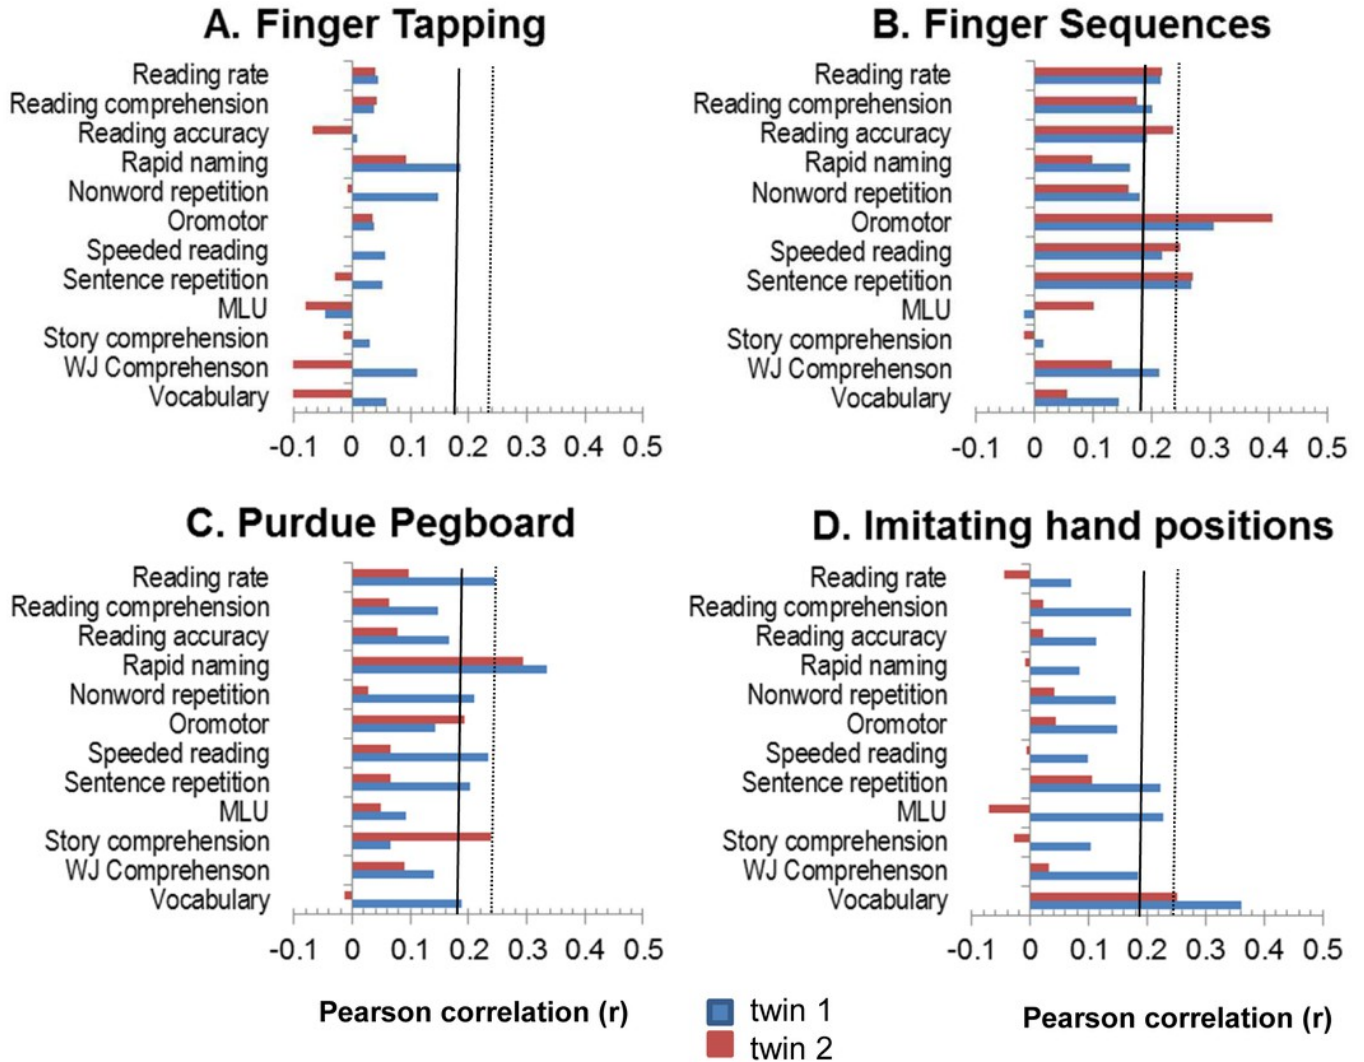 A. Finger Tapping
Reading rate
Reading comprehension
Reading accuracy
Rapid naming
Nonword repetition
Oromotor
Speeded reading
Sentence repetition
MLU
Story comprehension
WJ Comprehenson
Vocabulary
-0.1 0 0.1 0.2 0.3 0.4 0.5
B. Finger Sequences
Reading rate
Reading comprehension
Reading accuracy
Rapid naming
Nonword repetition
Oromotor
Speeded reading
Sentence repetition
MLU
Story comprehension
WJ Comprehenson
Vocabulary
-0.1 0 0.1 0.2 0.3 0.4 0.5
C. Purdue Pegboard
Reading rate
Reading comprehension
Reading accuracy
Rapid naming
Nonword repetition
Oromotor
Speeded reading
Sentence repetition
MLU
Story comprehension
WJ Comprehenson
Vocabulary
-0.1 0 0.1 0.2 0.3 0.4 0.5
Pearson correlation (r)
D. Imitating hand positions
Reading rate
Reading comprehension
Reading accuracy
Rapid naming
Nonword repetition
Oromotor
Speeded reading
Sentence repetition
MLU
Story comprehension
WJ Comprehenson
Vocabulary
-0.1 0 0.1 0.2 0.3 0.4 0.5
Pearson correlation (r)
twin 1
twin 2